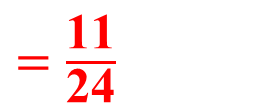 = 11/24